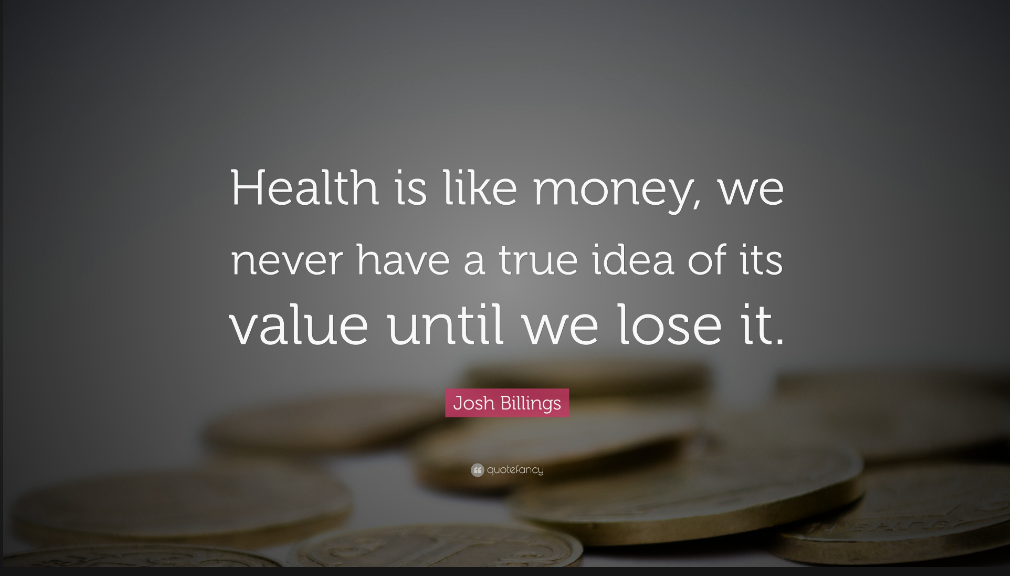 Health is like money, we
never have a true idea of its
value until we lose it.
Josh Billings
quotefancy